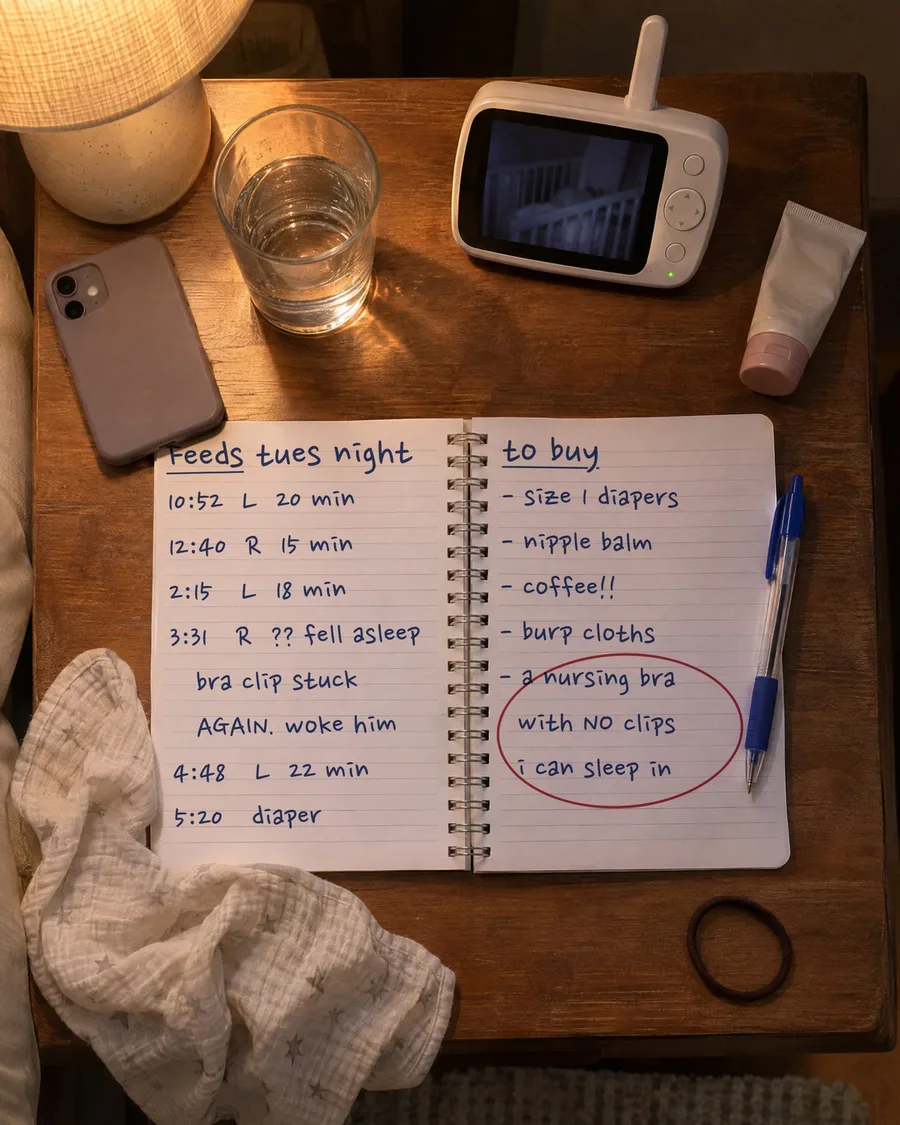 Feeds tues night
10:52 L 20 min
12:40 R 15 min
2:15 L 18 min
3:31 R ?? fell asleep
bra clip stuck
AGAIN. woke him
4:48 L 22 min
5:20 diaper
to buy
- size 1 diapers
- nipple balm
- coffee!!
- burp cloths
- a nursing bra
with NO clips
i can sleep in